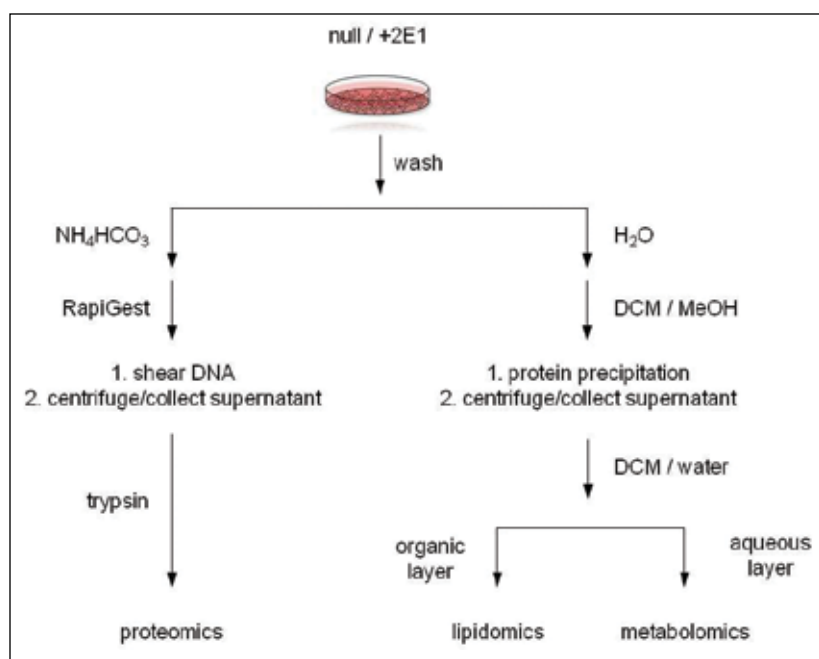 null / +2E1
wash
NH₄HCO₃
H₂O
RapiGest
DCM / MeOH
1. shear DNA
2. centrifuge/collect supernatant
1. protein precipitation
2. centrifuge/collect supernatant
DCM / water
trypsin
organic
layer
aqueous
layer
proteomics
lipidomics
metabolomics